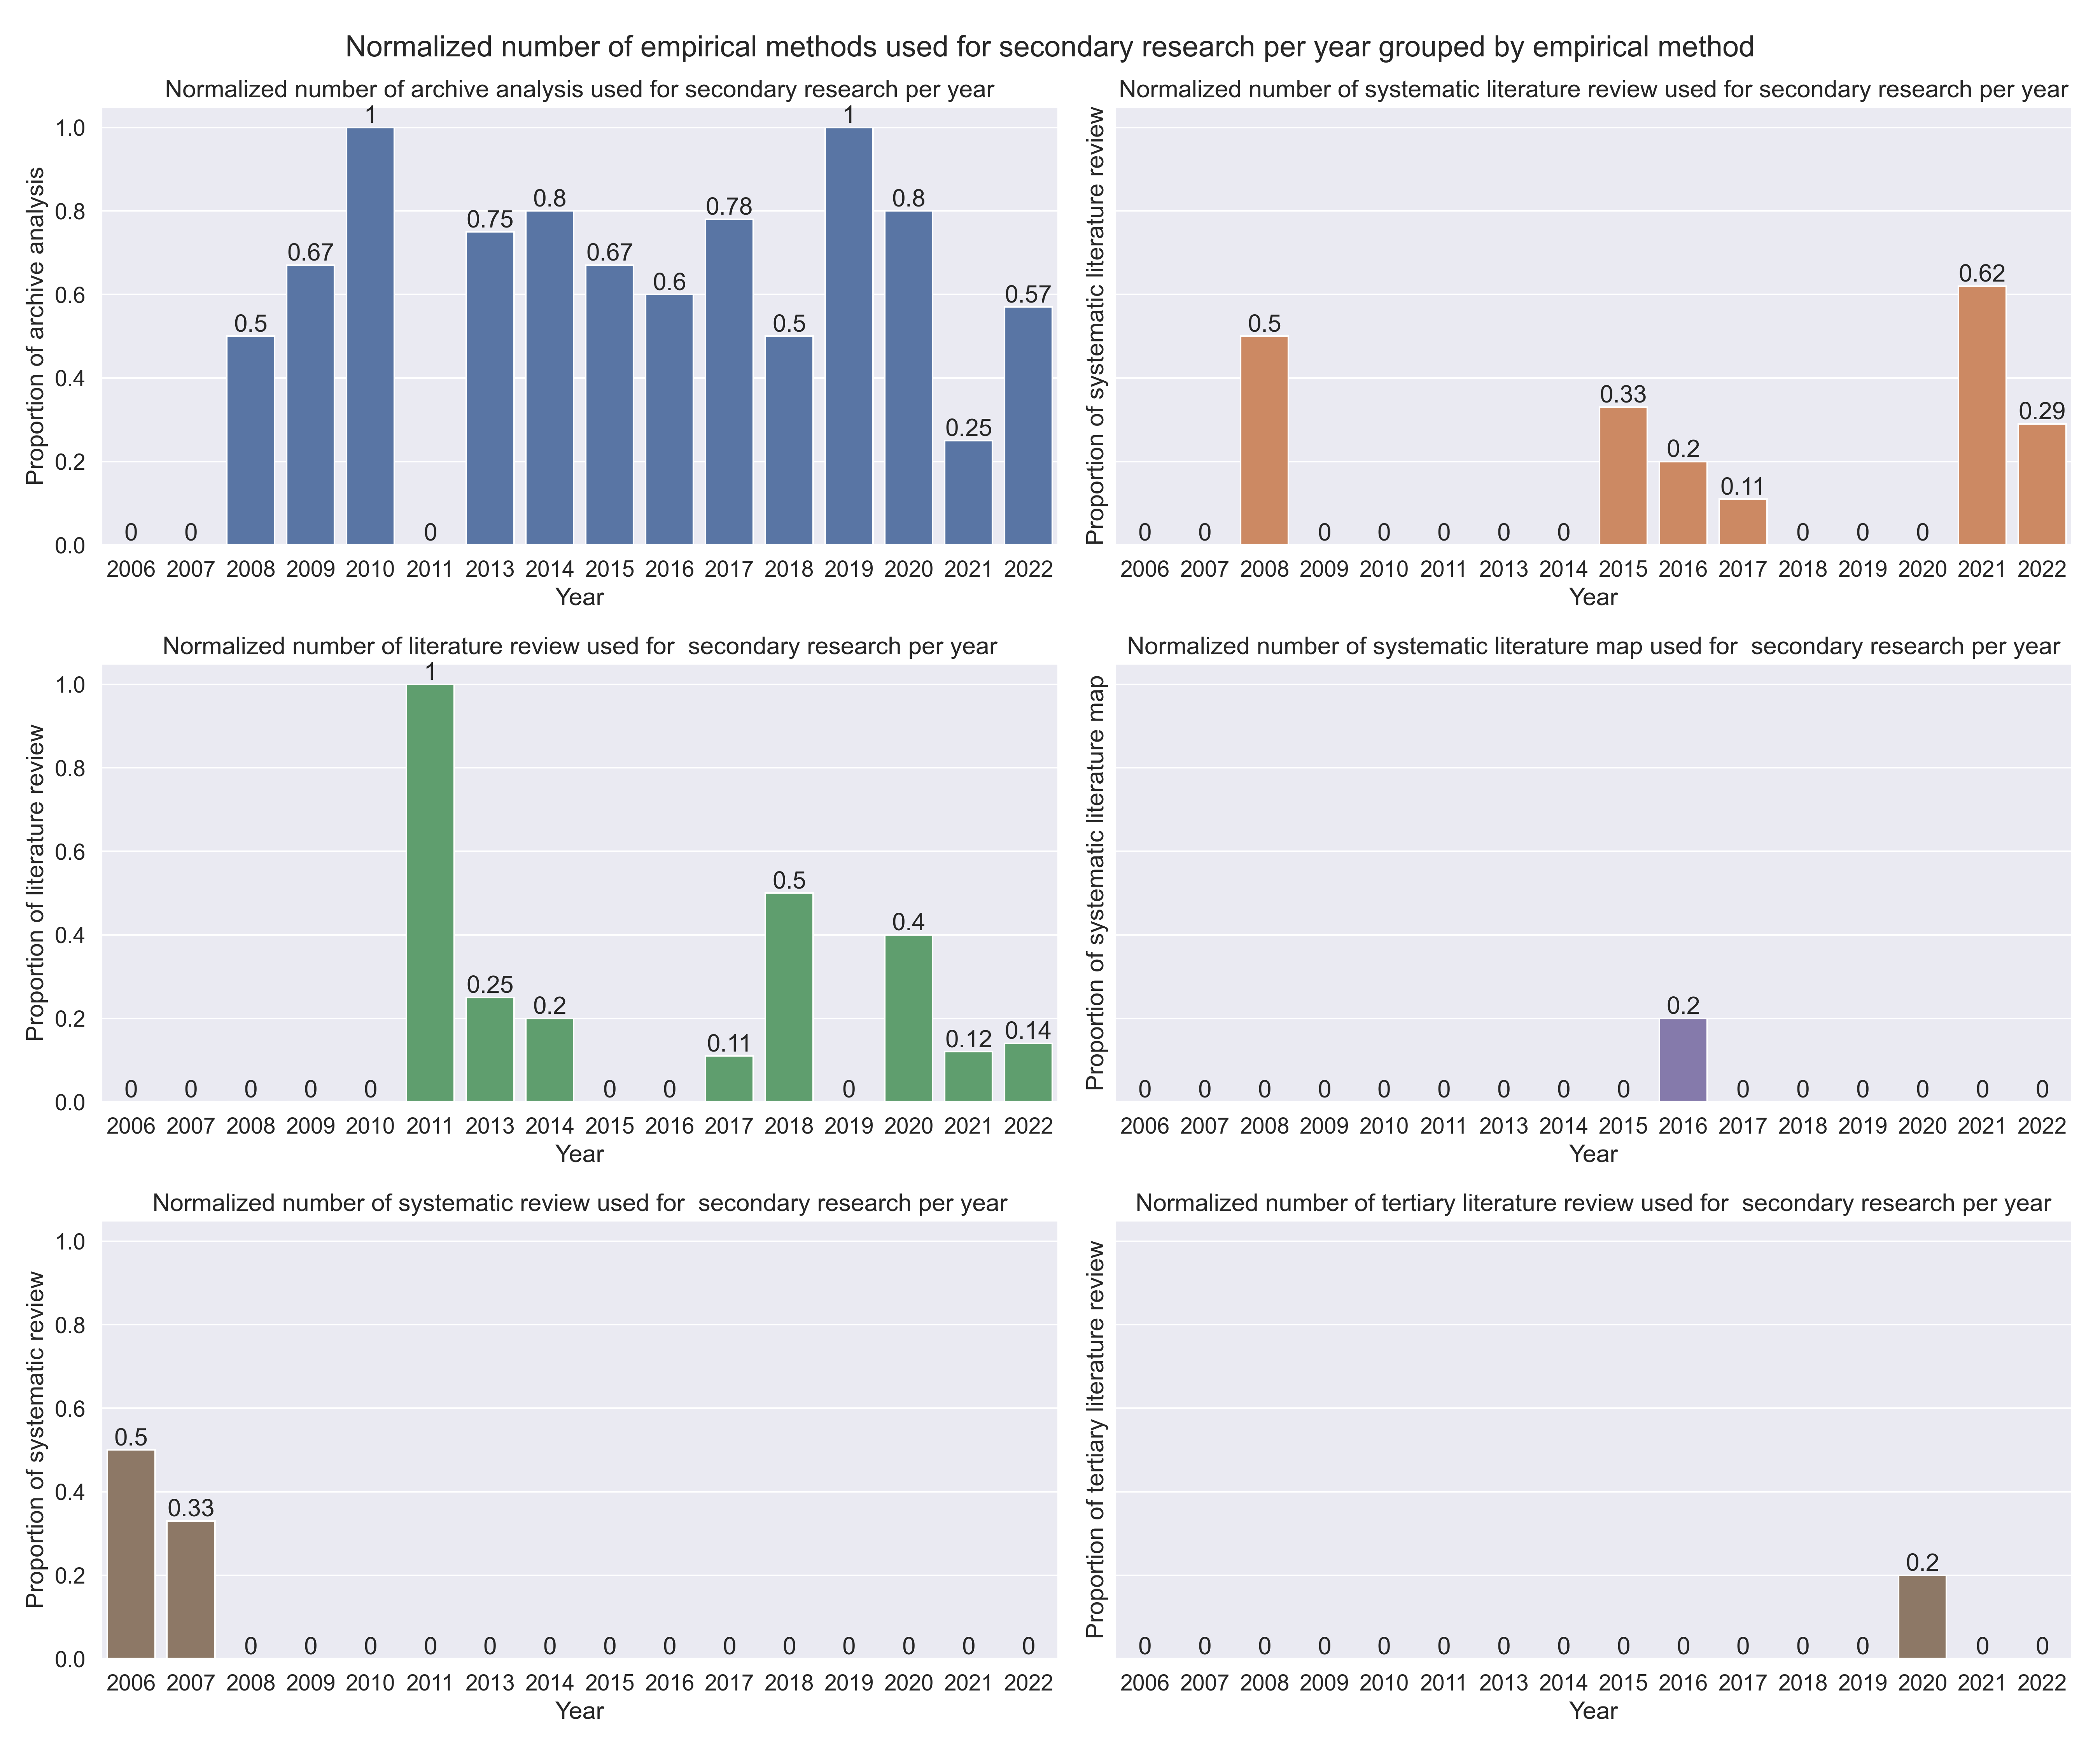 Normalized number of empirical methods used for secondary research per year grouped by empirical method
Normalized number of archive analysis used for secondary research per year
Proportion of archive analysis
1.0
0.8
0.6
0.4
0.2
0.0
0 0 0.5 0.67 1 0 0.75 0.8 0.67 0.6 0.78 0.5 1 0.8 0.25 0.57
2006 2007 2008 2009 2010 2011 2013 2014 2015 2016 2017 2018 2019 2020 2021 2022
Year
Normalized number of systematic literature review used for secondary research per year
Proportion of systematic literature review
0 0 0.5 0 0 0 0 0 0.33 0.2 0.11 0 0 0 0.62 0.29
2006 2007 2008 2009 2010 2011 2013 2014 2015 2016 2017 2018 2019 2020 2021 2022
Year
Normalized number of literature review used for  secondary research per year
Proportion of literature review
1.0
0.8
0.6
0.4
0.2
0.0
0 0 0 0 0 1 0.25 0.2 0 0 0.11 0.5 0 0.4 0.12 0.14
2006 2007 2008 2009 2010 2011 2013 2014 2015 2016 2017 2018 2019 2020 2021 2022
Year
Normalized number of systematic literature map used for  secondary research per year
Proportion of systematic literature map
0 0 0 0 0 0 0 0 0 0.2 0 0 0 0 0 0
2006 2007 2008 2009 2010 2011 2013 2014 2015 2016 2017 2018 2019 2020 2021 2022
Year
Normalized number of systematic review used for  secondary research per year
Proportion of systematic review
1.0
0.8
0.6
0.4
0.2
0.0
0.5 0.33 0 0 0 0 0 0 0 0 0 0 0 0 0 0
2006 2007 2008 2009 2010 2011 2013 2014 2015 2016 2017 2018 2019 2020 2021 2022
Year
Normalized number of tertiary literature review used for  secondary research per year
Proportion of tertiary literature review
0 0 0 0 0 0 0 0 0 0 0 0 0 0.2 0 0
2006 2007 2008 2009 2010 2011 2013 2014 2015 2016 2017 2018 2019 2020 2021 2022
Year